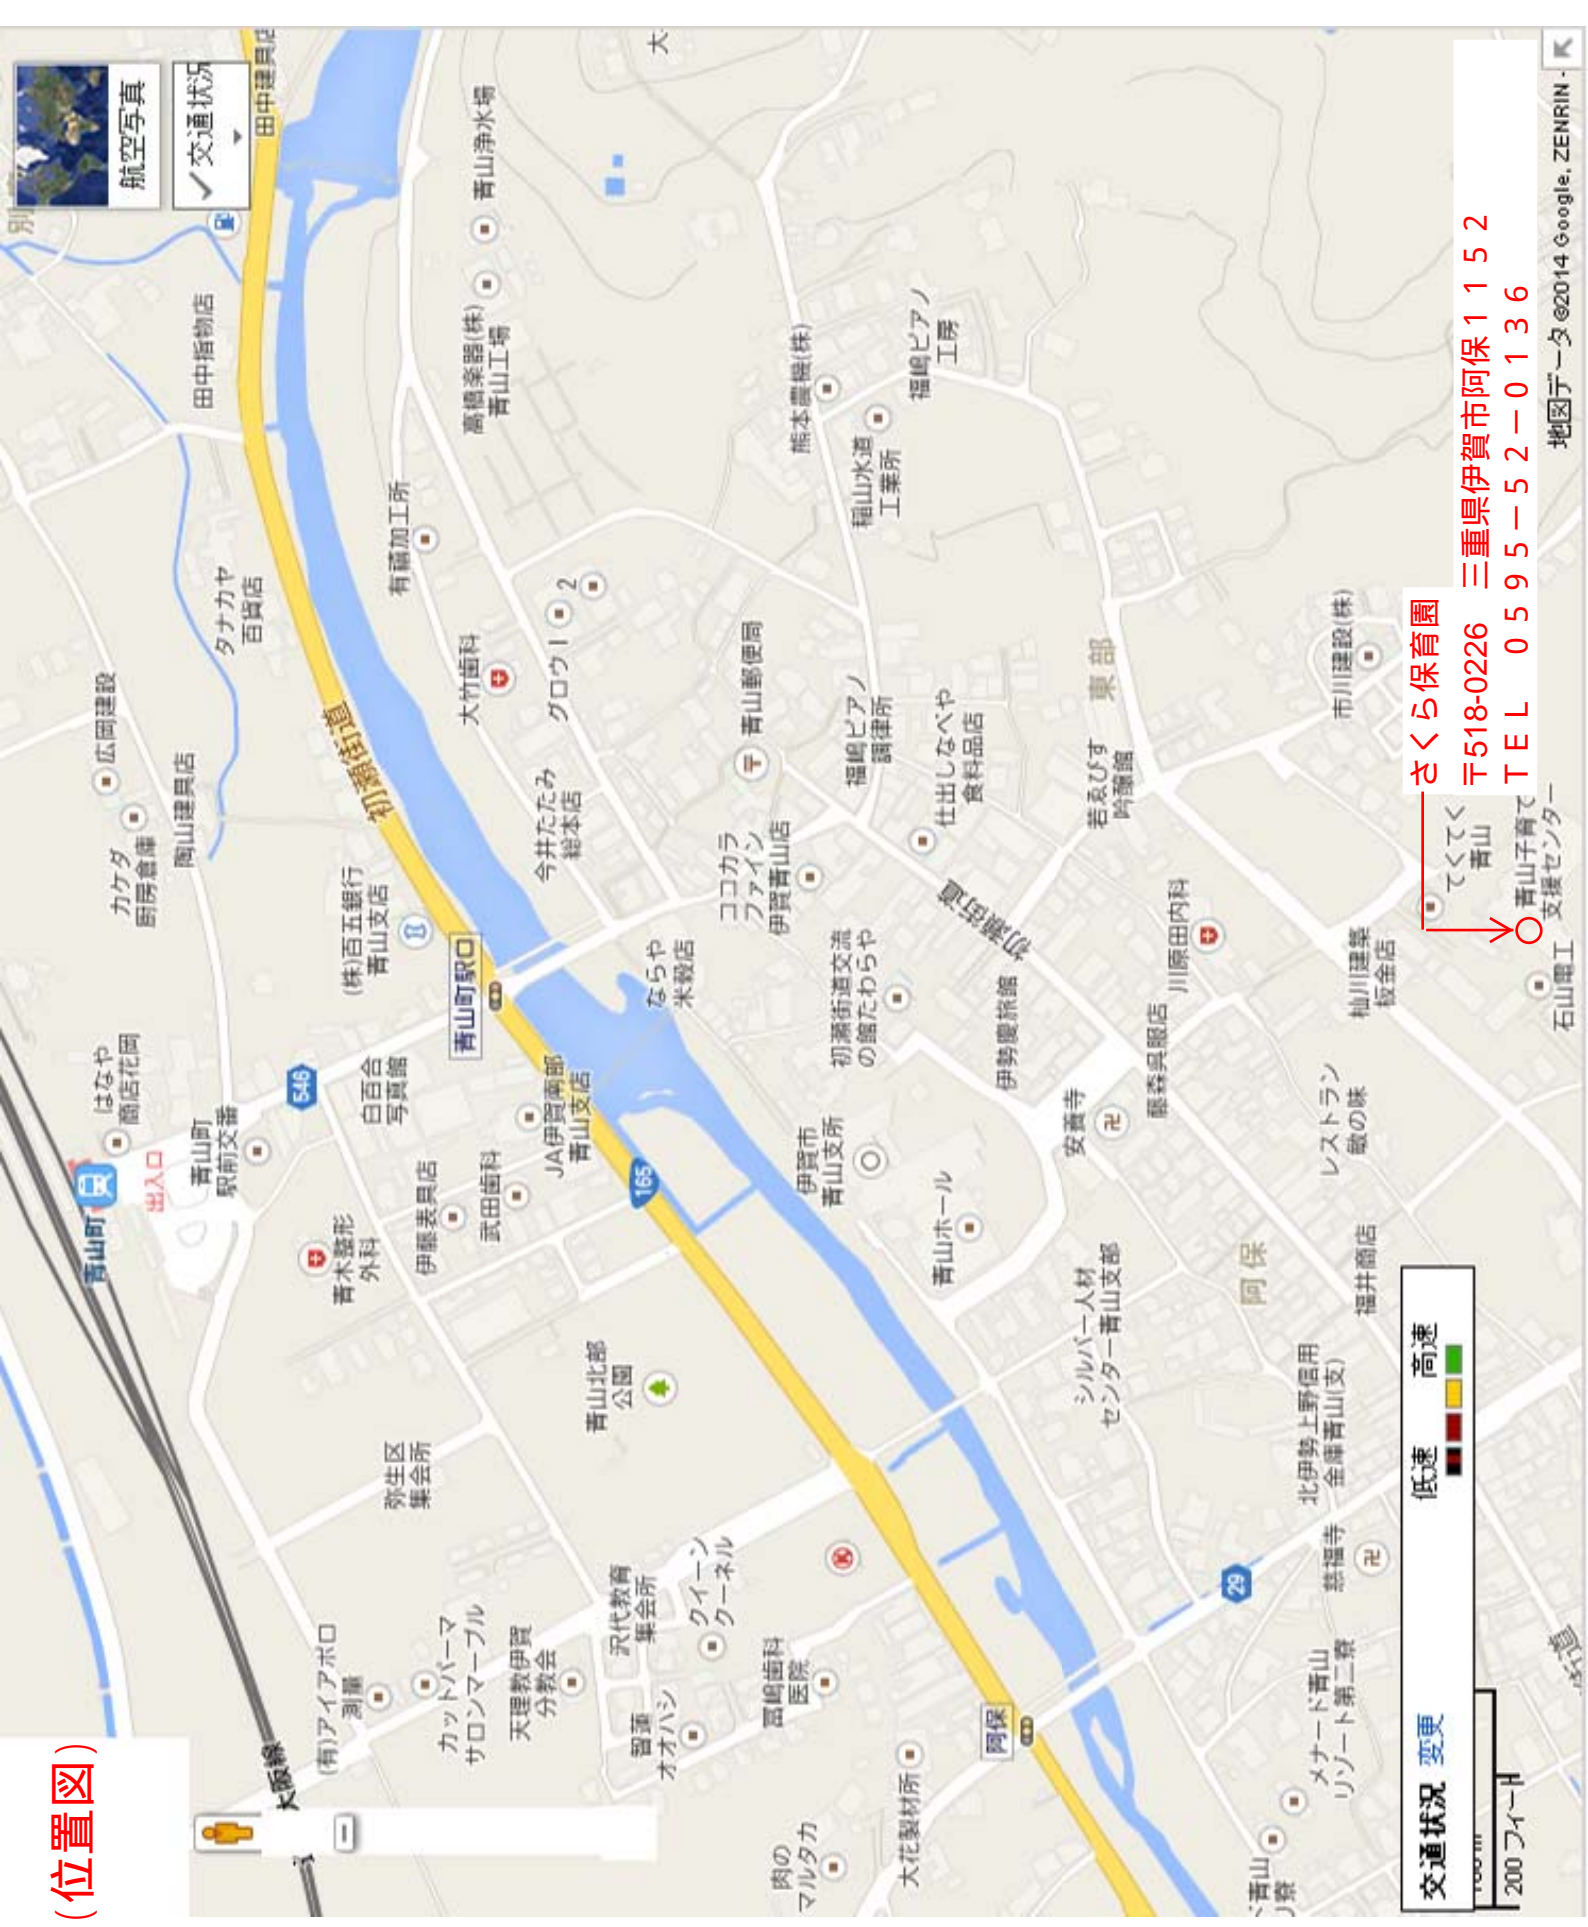 (位置図)
航空写真
✓交通状況
別府
田中建具店
田中指物店
青山浄水場
高橋楽器(株)
青山工場
有禧加工所
タナカヤ
百貨店
広岡建設
カケダ
厨房倉庫
陶山建具店
初瀬街道
(株)百五銀行
青山支店
青山町駅口
大竹歯科
グロウ1
2
今井たたみ
総本店
青山郵便局
ココカラ
ファイン
伊賀青山店
ならや
米穀店
熊本農機(株)
福嶋ピアノ
工房
稲山水道
工業所
福嶋ピアノ
調律所
仕出しなべや
食料品店
東部
若ゑびす
吟醸館
市川建設(株)
初瀬街道
初瀬街道交流
の館たわらや
伊勢慶旅館
川原田内科
藤森呉服店
安養寺
杣川建築
板金店
レストラン
敵の味
さくら保育園
〒518-0226 三重県伊賀市阿保1152
TEL 0595-52-0136
てくてく
青山
青山子育て
支援センター
石山電工
地図データ ©2014 Google, ZENRIN -
はなや
商店花岡
青山町
出入口
青山町
駅前交番
546
白百合
写真館
青木整形
外科
伊藤表具店
武田歯科
JA伊賀南部
青山支店
165
伊賀市
青山支所
青山ホール
青山北部
公園
弥生区
集会所
シルバー人材
センター青山支部
阿保
福井商店
北伊勢上野信用
金庫青山(支)
慈福寺
29
沢代教育
集会所
クイーン
クーネル
(有)アイアポロ
測量
カットパーマ
サロンマーブル
天理教伊賀
分教会
智蓮
オオハシ
冨嶋歯科
医院
阿保
大花製材所
肉の
マルタカ
メナード青山
リゾート第二寮
大阪線
交通状況 変更
低速 高速
200 フィート